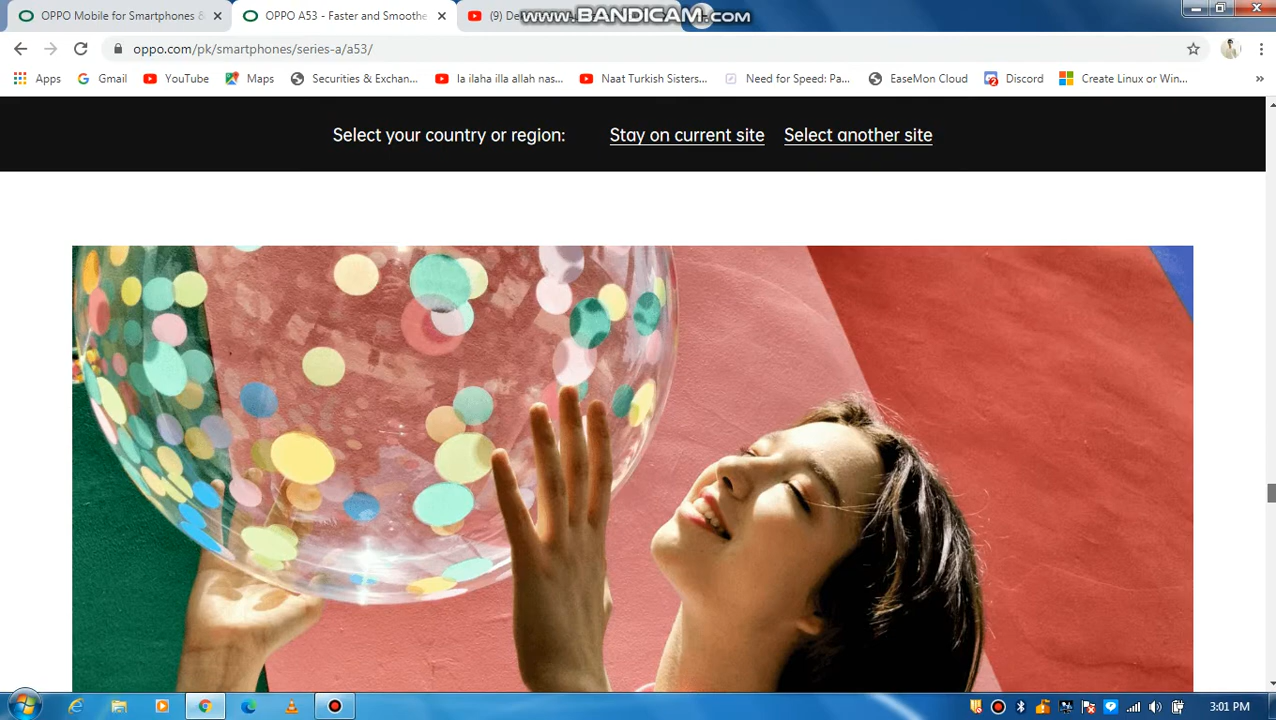 OPPO Mobile for Smartphones &
OPPO A53 - Faster and Smoothe
(9) De
www.BANDICAM.com
oppo.com/pk/smartphones/series-a/a53/
Apps
Gmail
YouTube
Maps
Securities & Exchan...
la ilaha illa allah nas...
Naat Turkish Sisters...
Need for Speed: Pa...
EaseMon Cloud
Discord
Create Linux or Win...
Select your country or region:
Stay on current site
Select another site
3:01 PM